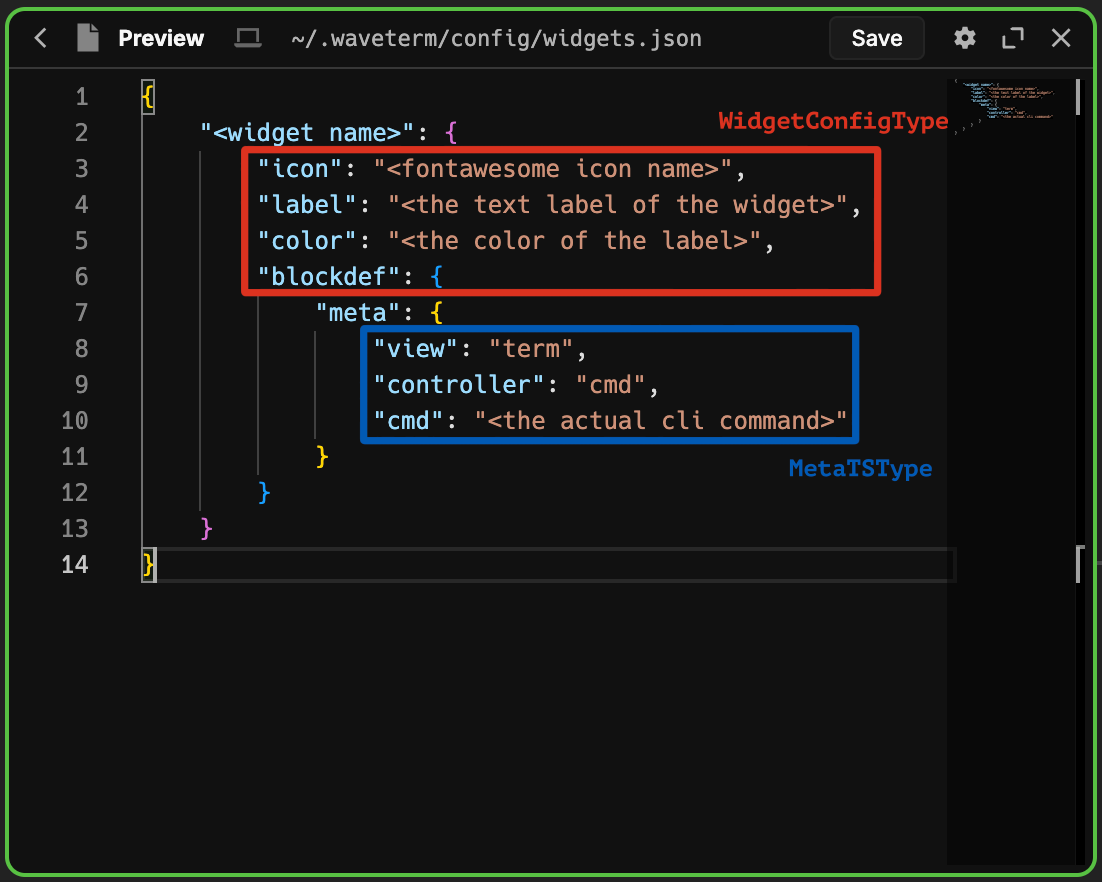 Preview ~/.waveterm/config/widgets.json Save
1 {
2 "<widget name>": {
WidgetConfigType
3 "icon": "<fontawesome icon name>",
4 "label": "<the text label of the widget>",
5 "color": "<the color of the label>",
6 "blockdef": {
7 "meta": {
8 "view": "term",
9 "controller": "cmd",
10 "cmd": "<the actual cli command>"
11 }
MetaTSType
12 }
13 }
14 }